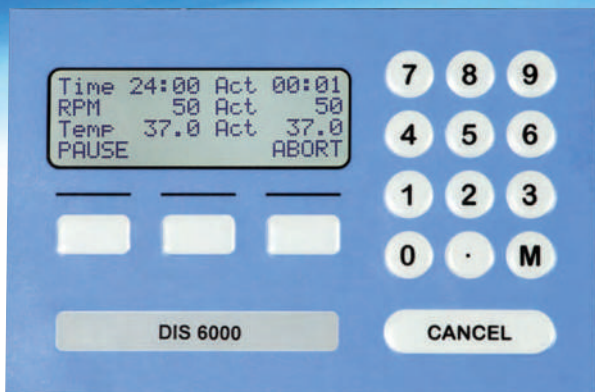 Time 24:00 Act 00:01
RPM 50 Act 50
Temp 37.0 Act 37.0
PAUSE ABORT
7 8 9
4 5 6
1 2 3
0 . M
DIS 6000
CANCEL